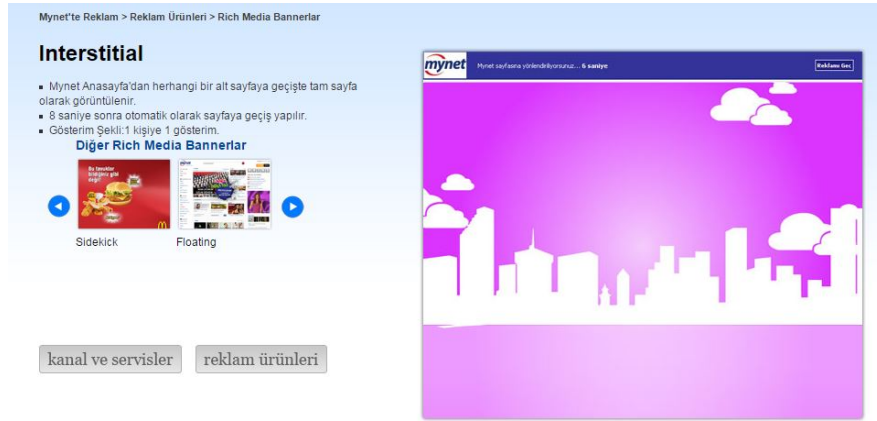 Mynet'te Reklam > Reklam Ürünleri > Rich Media Bannerlar
Interstitial
▪ Mynet Anasayfa'dan herhangi bir alt sayfaya geçişte tam sayfa
olarak görüntülenir.
▪ 8 saniye sonra otomatik olarak sayfaya geçiş yapılır.
▪ Gösterim Şekli:1 kişiye 1 gösterim.
Diğer Rich Media Bannerlar
Sidekick
Floating
kanal ve servisler
reklam ürünleri
mynet
Mynet sayfasına yönlendiriliyorsunuz... 6 saniye
Reklamı Geç